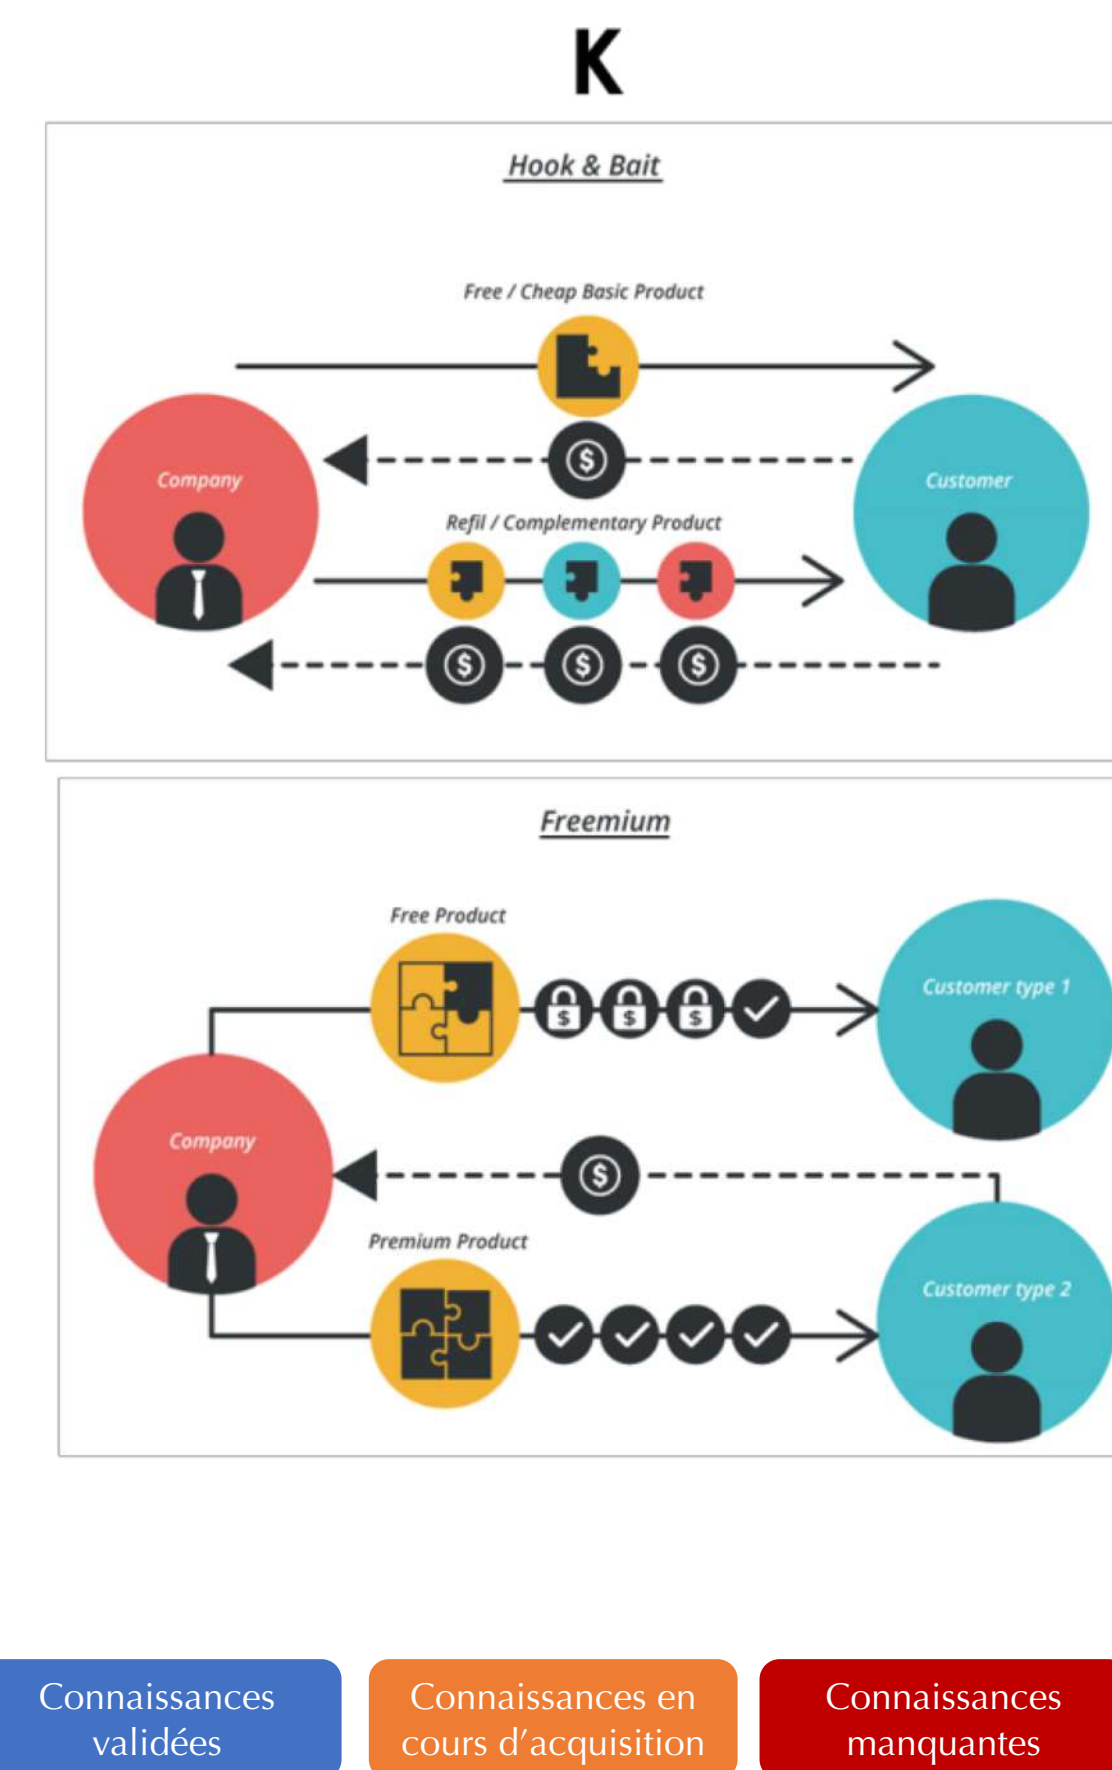 K
Hook & Bait
Free / Cheap Basic Product
$
Company
Customer
Refil / Complementary Product
$ $ $
Freemium
Free Product
Customer type 1
$ $ $
Company
$
Premium Product
Customer type 2
Connaissances
validées
Connaissances en
cours d'acquisition
Connaissances
manquantes